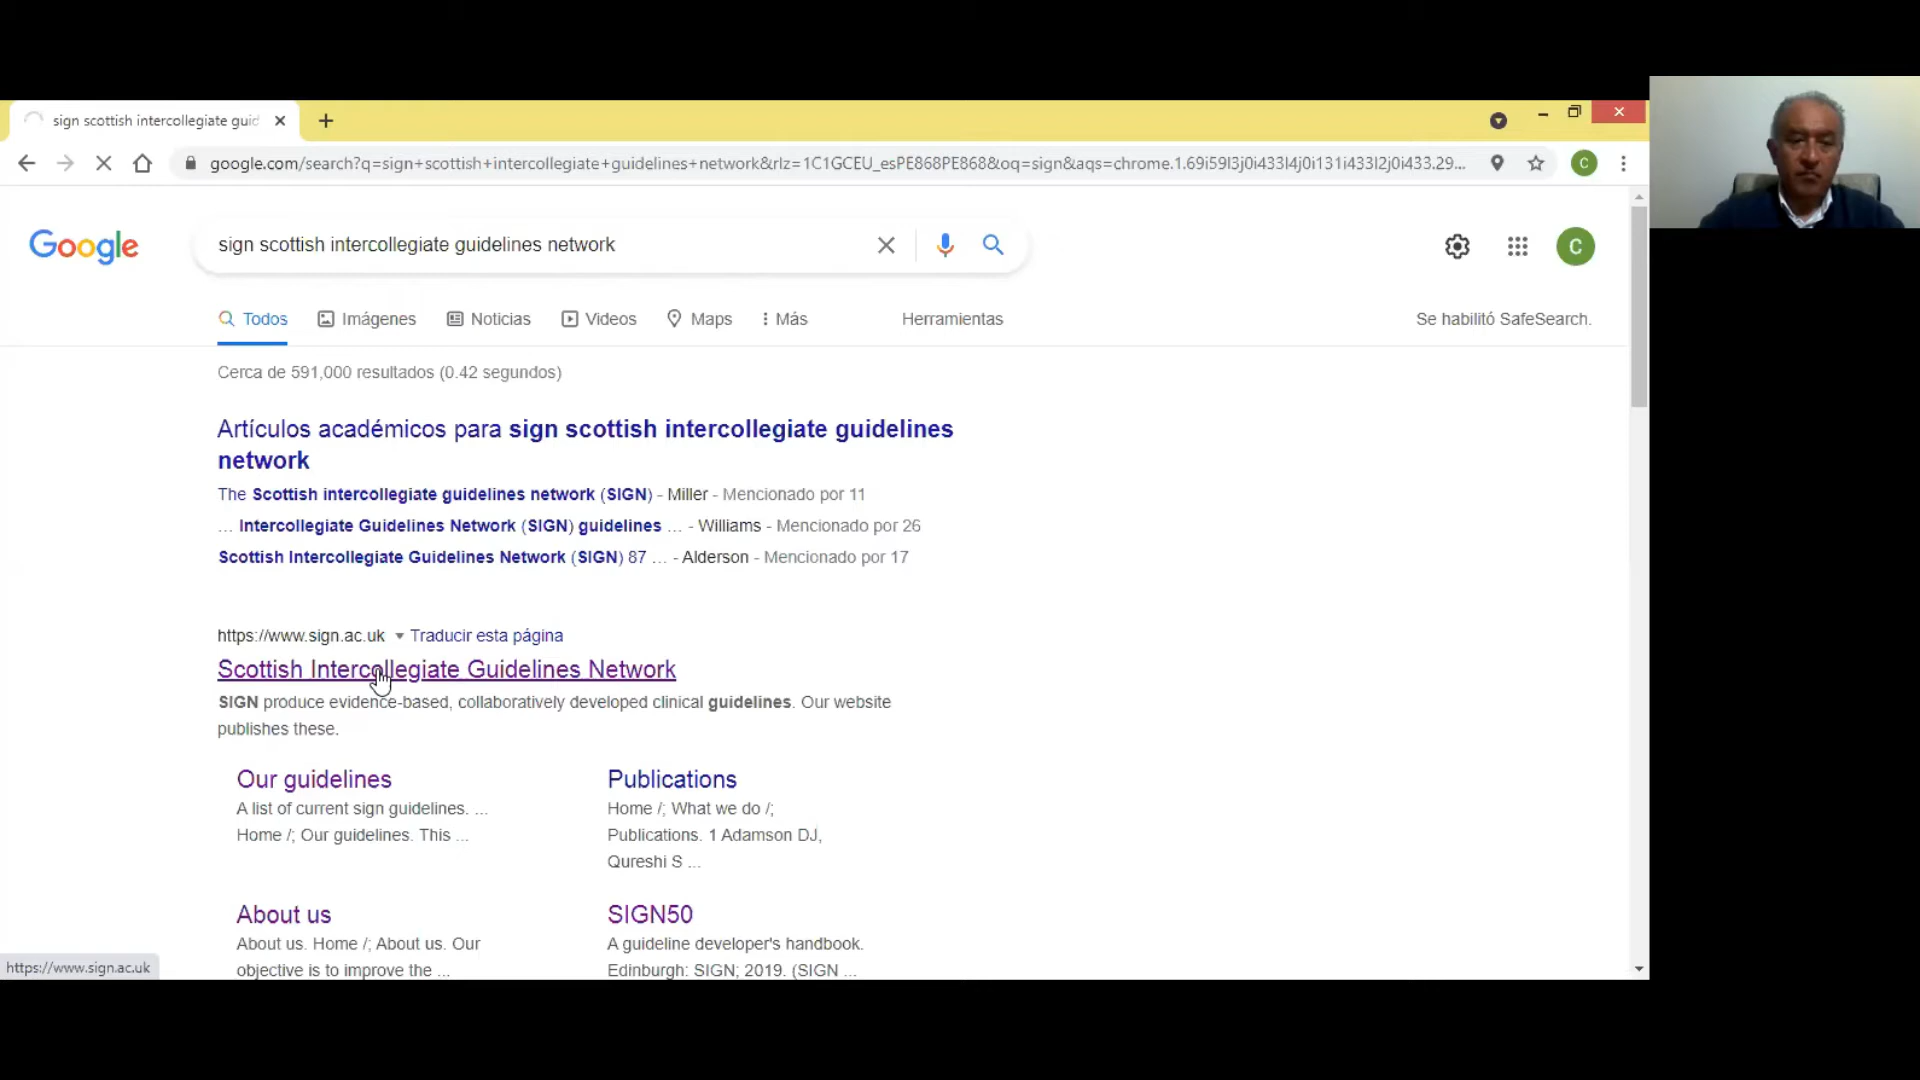 sign scottish intercollegiate guid
google.com/search?q=sign+scottish+intercollegiate+guidelines+network&rlz=1C1GCEU_esPE868PE868&oq=sign&aqs=chrome.1.69i59l3j0i433l4j0i131i433l2j0i433.29...
C
Google
sign scottish intercollegiate guidelines network
C
Todos
Imágenes
Noticias
Videos
Maps
Más
Herramientas
Se habilitó SafeSearch.
Cerca de 591,000 resultados (0.42 segundos)
Artículos académicos para sign scottish intercollegiate guidelines
network
The Scottish intercollegiate guidelines network (SIGN) - Miller - Mencionado por 11
... Intercollegiate Guidelines Network (SIGN) guidelines ... - Williams - Mencionado por 26
Scottish Intercollegiate Guidelines Network (SIGN) 87 ... - Alderson - Mencionado por 17
https://www.sign.ac.uk
Traducir esta página
Scottish Intercollegiate Guidelines Network
SIGN produce evidence-based, collaboratively developed clinical guidelines. Our website
publishes these.
Our guidelines
A list of current sign guidelines. ...
Home /; Our guidelines. This ...
Publications
Home /; What we do /;
Publications. 1 Adamson DJ,
Qureshi S ...
About us
About us. Home /; About us. Our
objective is to improve the ...
SIGN50
A guideline developer's handbook.
Edinburgh: SIGN; 2019. (SIGN ...
https://www.sign.ac.uk